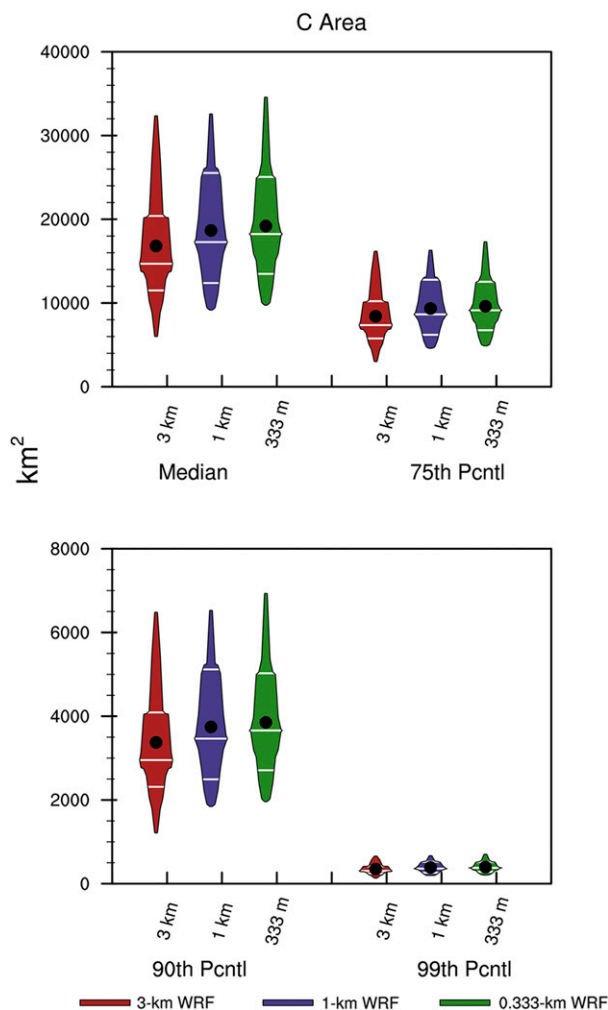 C Area
40000
30000
20000
10000
0
3 km
1 km
333 m
3 km
1 km
333 m
Median
75th Pcntl
km²
8000
6000
4000
2000
0
3 km
1 km
333 m
3 km
1 km
333 m
90th Pcntl
99th Pcntl
3-km WRF
1-km WRF
0.333-km WRF